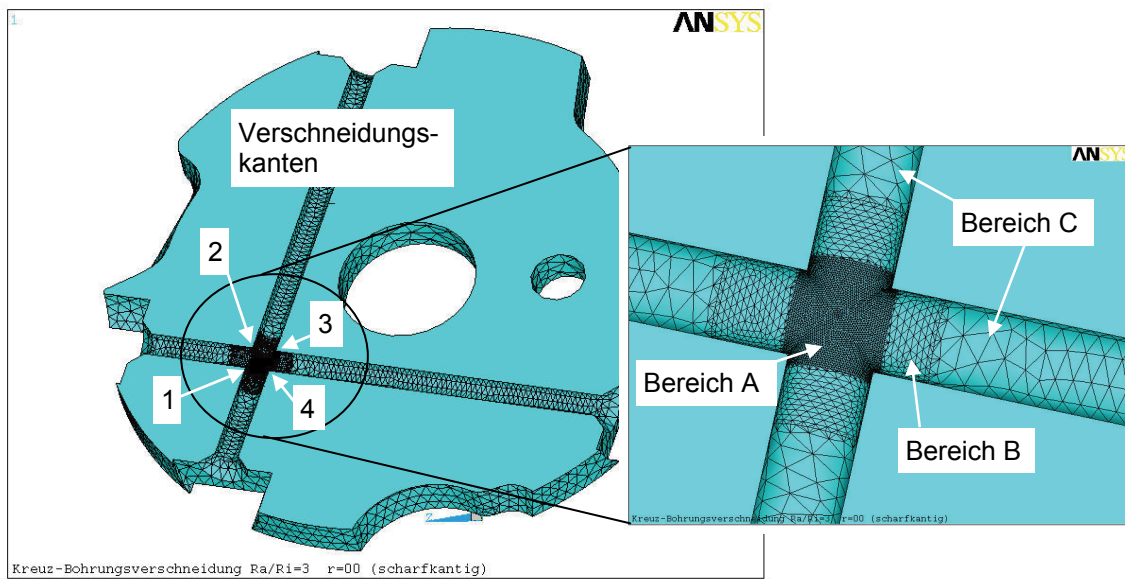 1
ANSYS
Verschneidungs-
kanten
2
3
1
4
Z
Kreuz-Bohrungsverschneidung Ra/Ri=3 r=00 (scharfkantig)
ANSYS
Bereich C
Bereich A
Bereich B
Kreuz-Bohrungsverschneidung Ra/Ri=3 r=00 (scharfkantig)